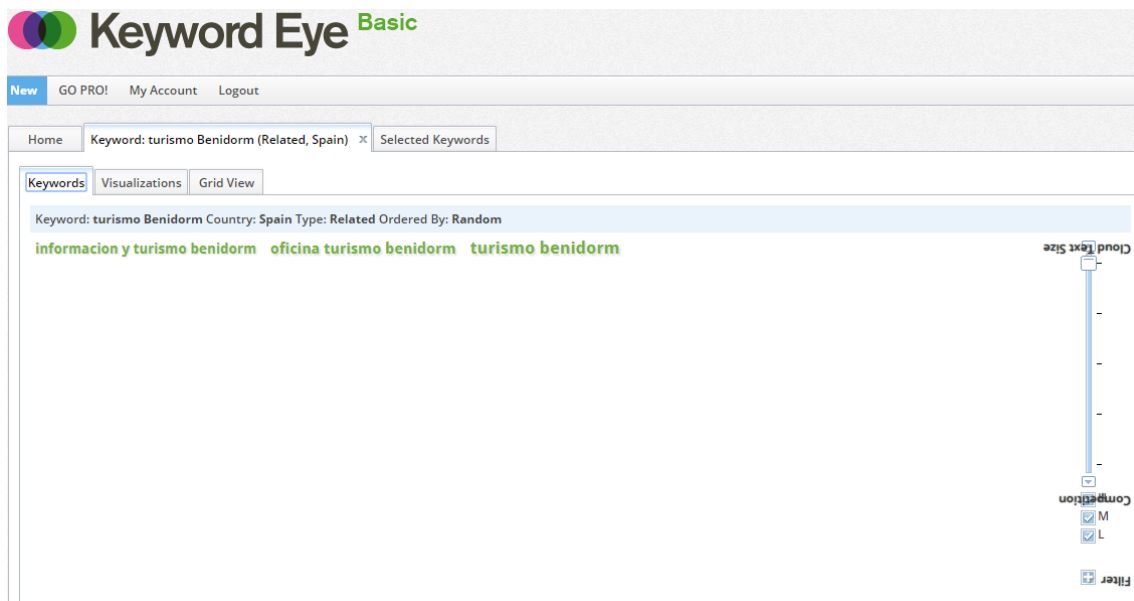 Keyword Eye Basic
New GO PRO! My Account Logout
Home Keyword: turismo Benidorm (Related, Spain) x Selected Keywords
Keywords Visualizations Grid View
Keyword: turismo Benidorm Country: Spain Type: Related Ordered By: Random
informacion y turismo benidorm oficina turismo benidorm turismo benidorm
Cloud Text Size
Competition
M
L
Filter